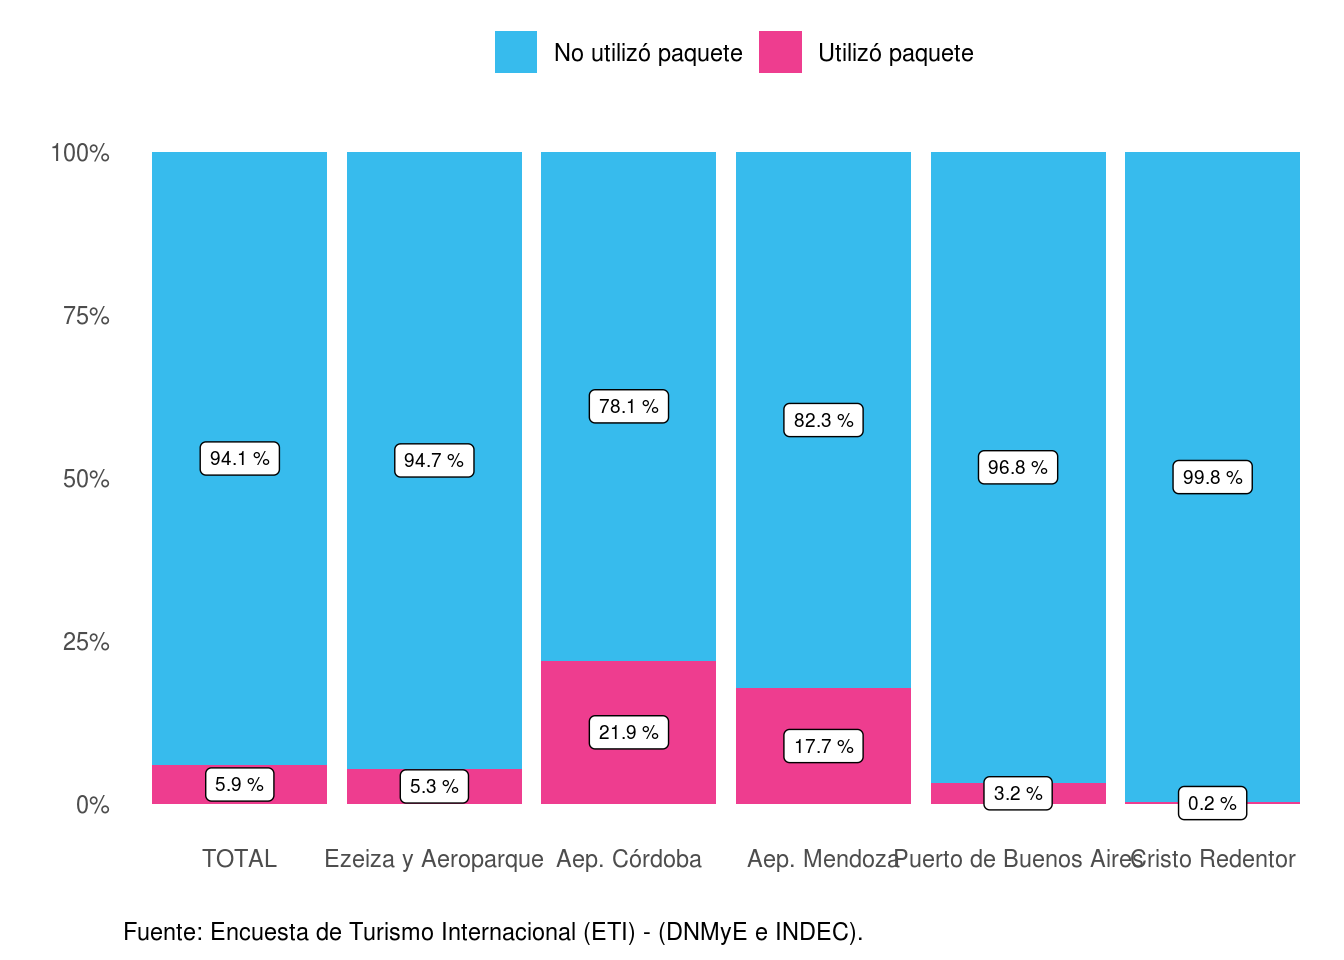 No utilizó paquete Utilizó paquete
100%
75%
50%
25%
0%
94.1 % 94.7 % 78.1 % 82.3 % 96.8 % 99.8 %
5.9 % 5.3 % 21.9 % 17.7 % 3.2 % 0.2 %
TOTAL Ezeiza y Aeroparque Aep. Córdoba Aep. Mendoza Puerto de Buenos Aires Cristo Redentor
Fuente: Encuesta de Turismo Internacional (ETI) - (DNMyE e INDEC).